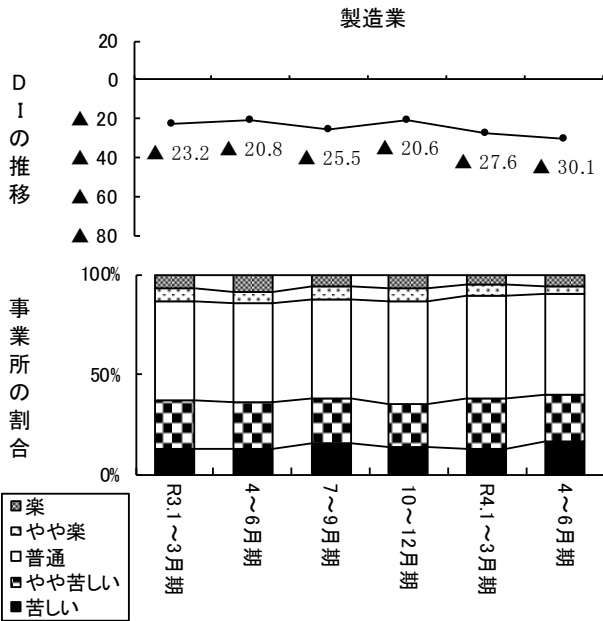 製造業
DIの推移
20
0
▲ 20
▲ 40
▲ 60
▲ 80
▲ 23.2
▲ 20.8
▲ 25.5
▲ 20.6
▲ 27.6
▲ 30.1
事業所の割合
100%
50%
0%
R3.1～3月期
4～6月期
7～9月期
10～12月期
R4.1～3月期
4～6月期
楽
やや楽
普通
やや苦しい
苦しい